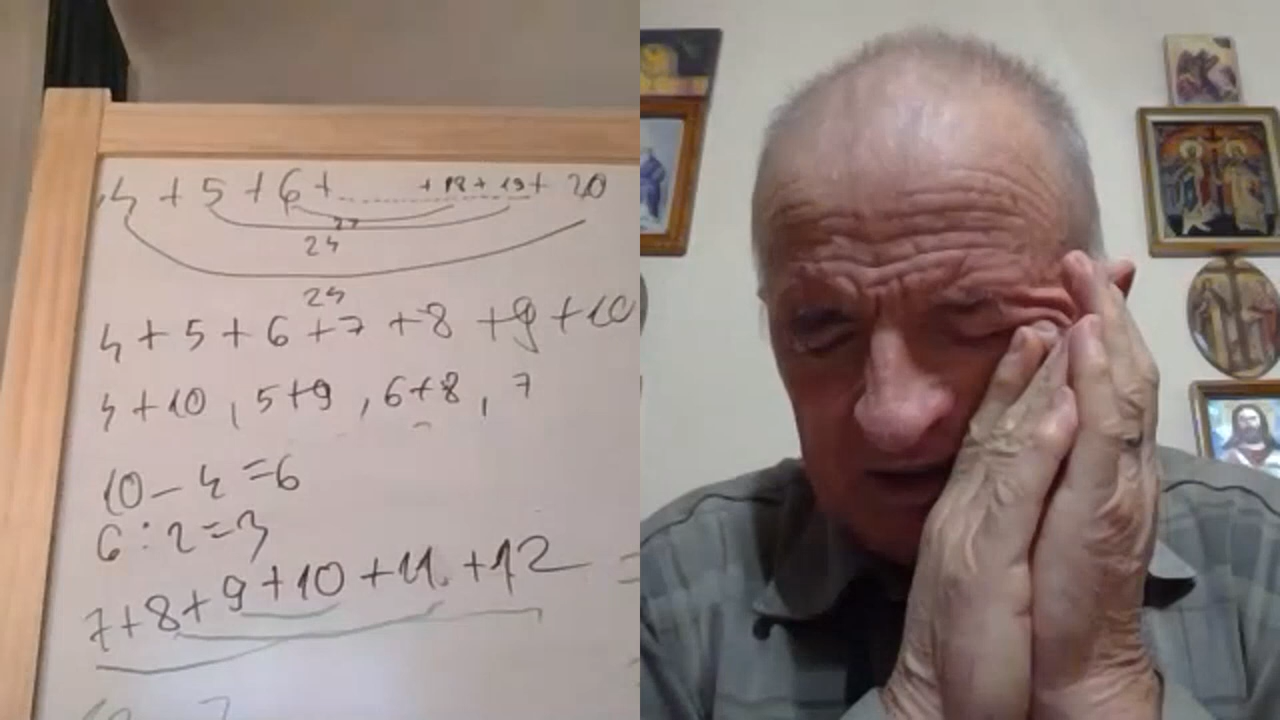 4 + 5 + 6 + ........ + 18 + 19 + 20
24
24
4 + 5 + 6 + 7 + 8 + 9 + 10
4 + 10 , 5 + 9 , 6 + 8 , 7
10 - 4 = 6
6 : 2 = 3
7 + 8 + 9 + 10 + 11 + 12 =